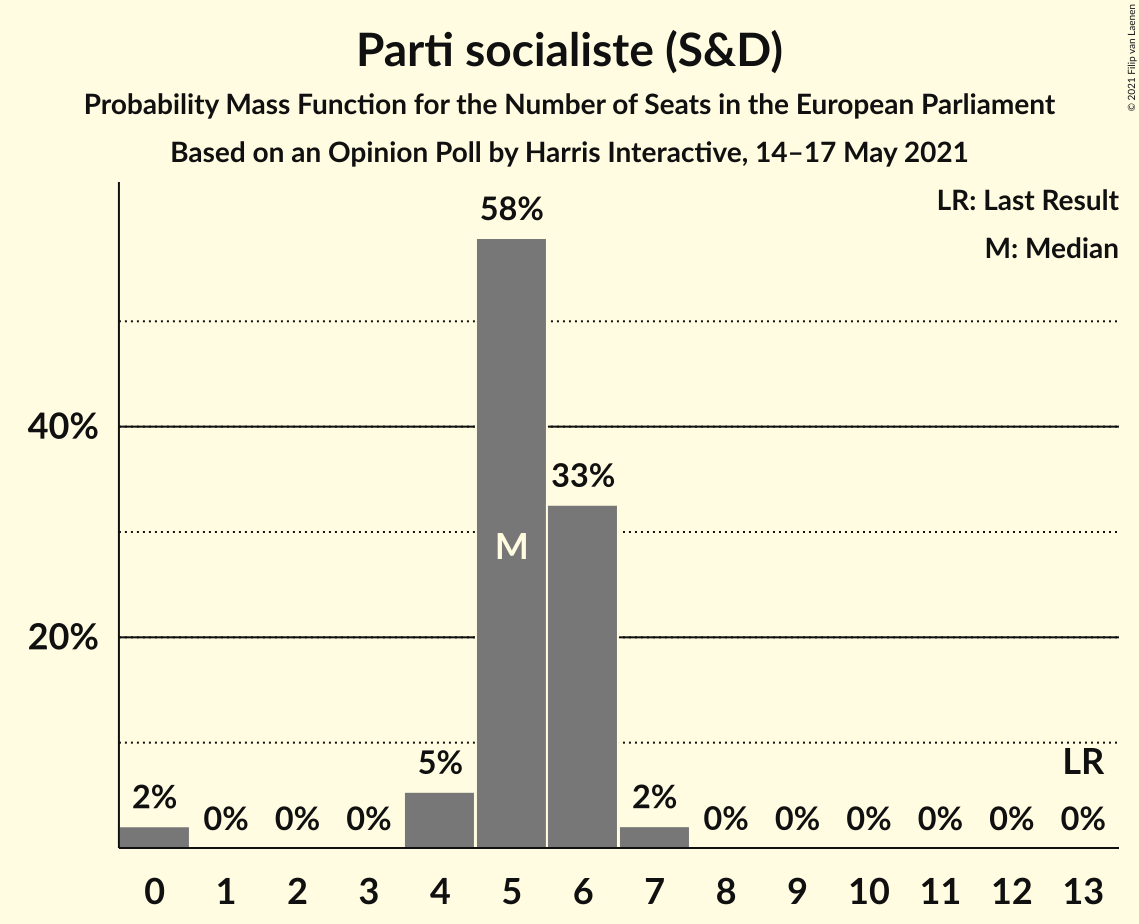 Parti socialiste (S&D)
Probability Mass Function for the Number of Seats in the European Parliament
Based on an Opinion Poll by Harris Interactive, 14–17 May 2021
© 2021 Filip van Laenen
LR: Last Result
M: Median
58%
40%
33%
M
20%
5%
LR
2% 0% 0% 0% 2% 0% 0% 0% 0% 0% 0%
0 1 2 3 4 5 6 7 8 9 10 11 12 13